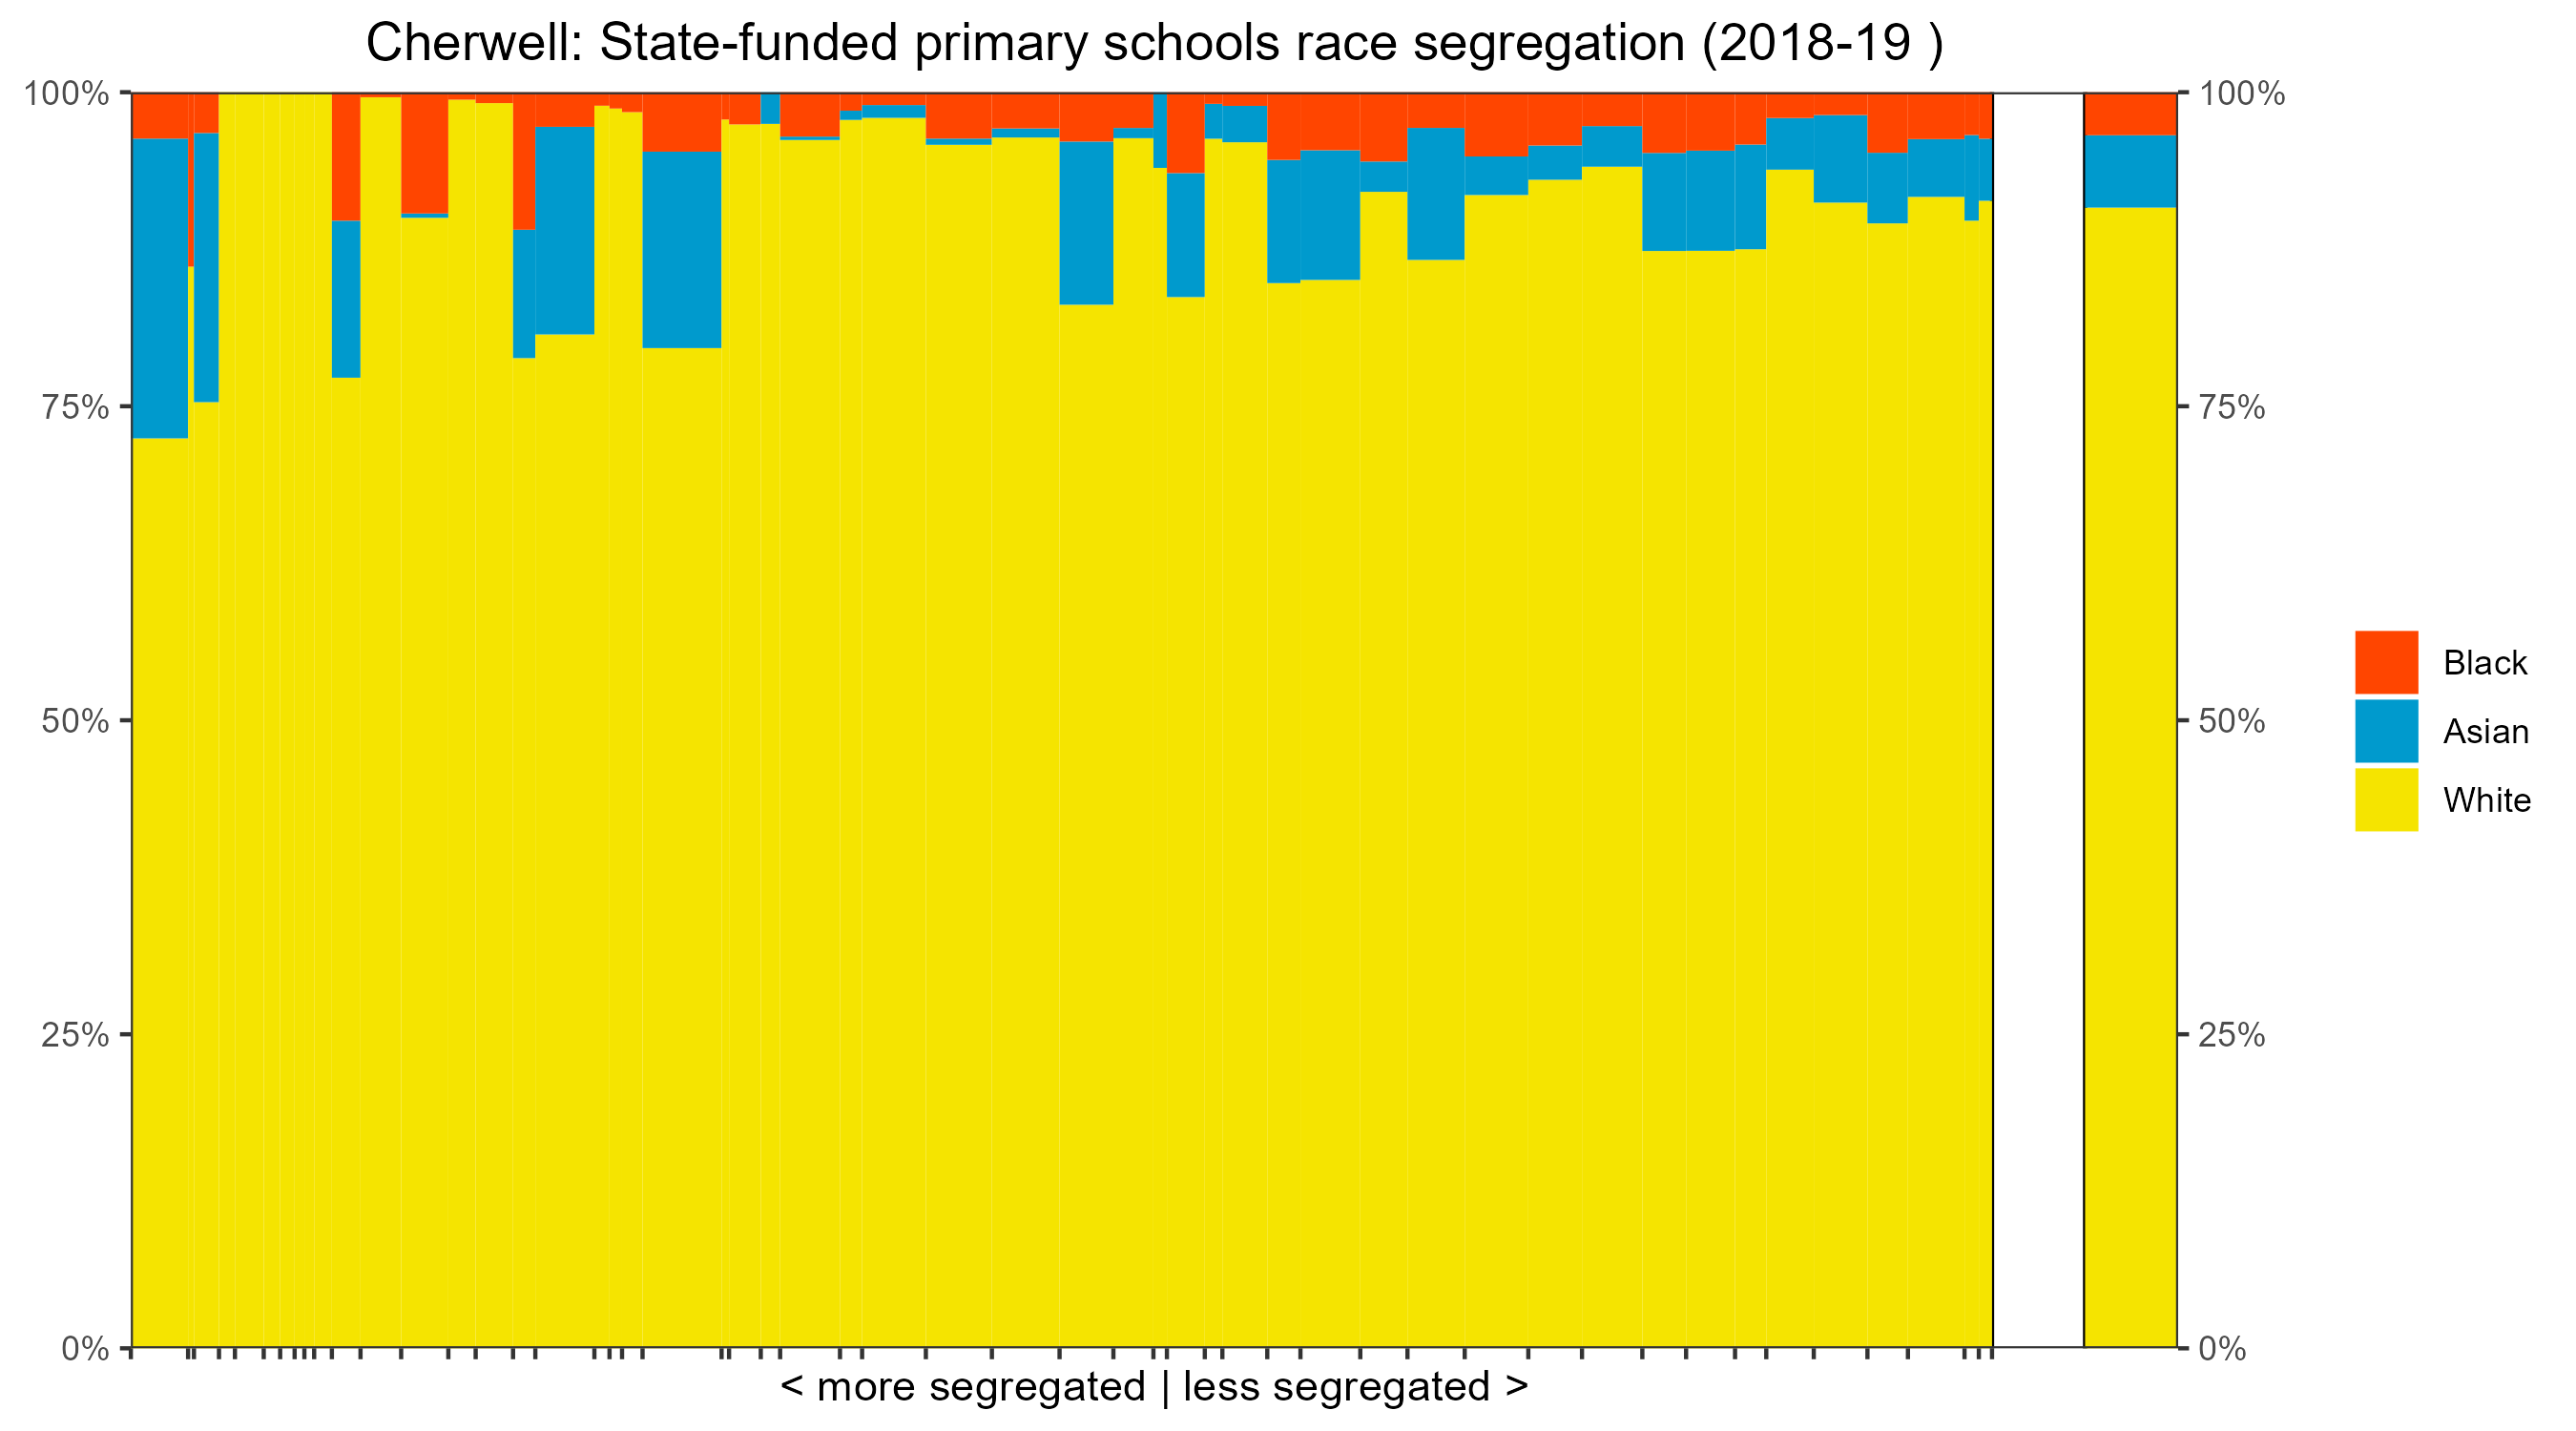 Cherwell: State-funded primary schools race segregation (2018-19 )
100%
75%
50%
25%
0%
100%
75%
50%
25%
0%
< more segregated | less segregated >
Black
Asian
White